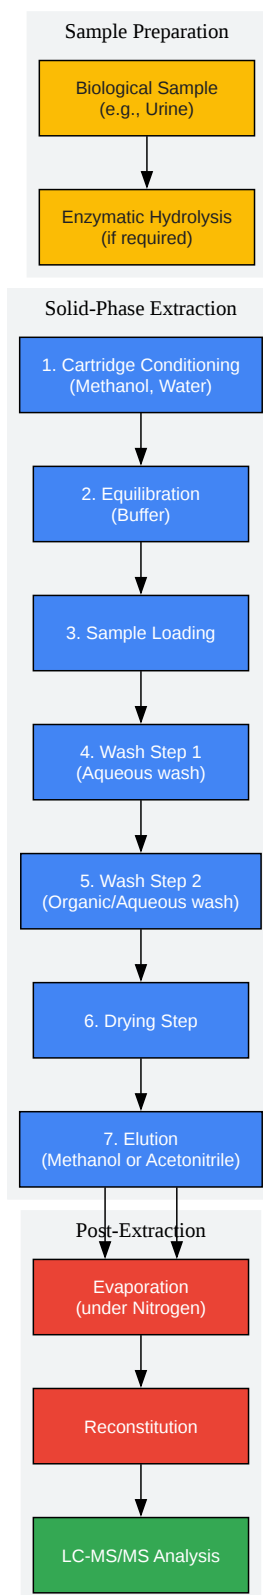 Sample Preparation
Biological Sample
(e.g., Urine)
Enzymatic Hydrolysis
(if required)
Solid-Phase Extraction
1. Cartridge Conditioning
(Methanol, Water)
2. Equilibration
(Buffer)
3. Sample Loading
4. Wash Step 1
(Aqueous wash)
5. Wash Step 2
(Organic/Aqueous wash)
6. Drying Step
7. Elution
(Methanol or Acetonitrile)
Post-Extraction
Evaporation
(under Nitrogen)
Reconstitution
LC-MS/MS Analysis